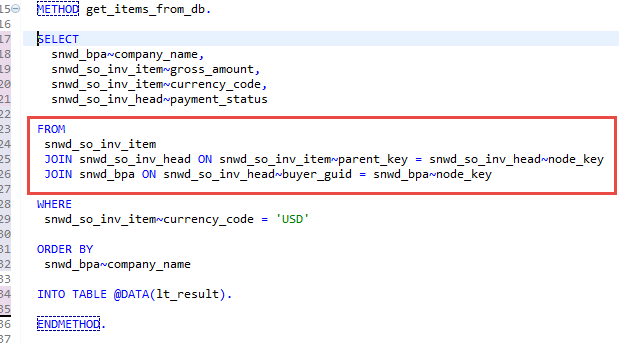 15 METHOD get_items_from_db.
16
17 SELECT
18 snwd_bpa~company_name,
19 snwd_so_inv_item~gross_amount,
20 snwd_so_inv_item~currency_code,
21 snwd_so_inv_head~payment_status
22
23 FROM
24 snwd_so_inv_item
25 JOIN snwd_so_inv_head ON snwd_so_inv_item~parent_key = snwd_so_inv_head~node_key
26 JOIN snwd_bpa ON snwd_so_inv_head~buyer_guid = snwd_bpa~node_key
27
28 WHERE
29 snwd_so_inv_item~currency_code = 'USD'
30
31 ORDER BY
32 snwd_bpa~company_name
33
34 INTO TABLE @DATA(lt_result).
35
36 ENDMETHOD.
37